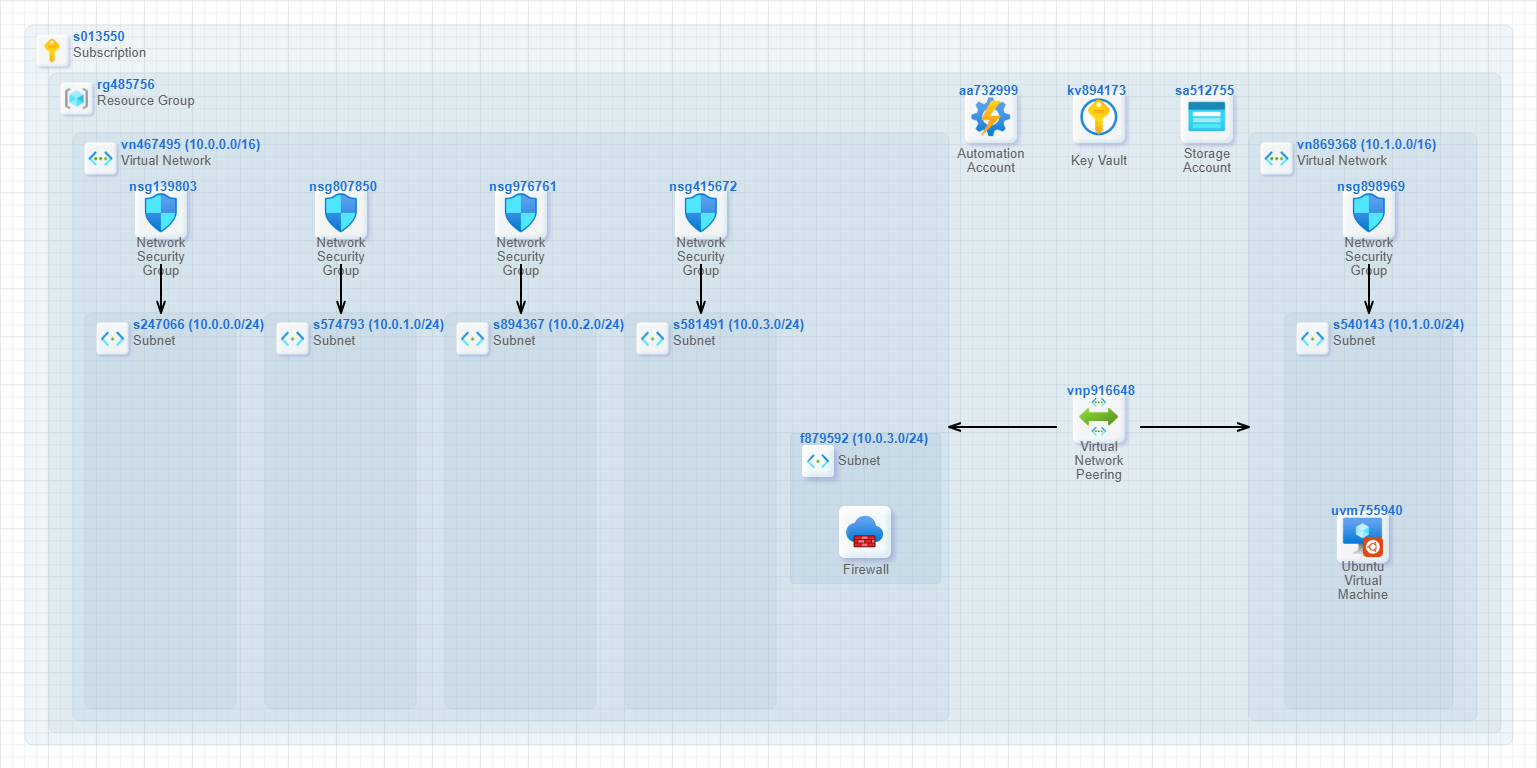 s013550
Subscription
rg485756
Resource Group
aa732999
Automation
Account
kv894173
Key Vault
sa512755
Storage
Account
vn467495 (10.0.0.0/16)
Virtual Network
nsg139803
Network
Security
Group
nsg807850
Network
Security
Group
nsg976761
Network
Security
Group
nsg415672
Network
Security
Group
s247066 (10.0.0.0/24)
Subnet
s574793 (10.0.1.0/24)
Subnet
s894367 (10.0.2.0/24)
Subnet
s581491 (10.0.3.0/24)
Subnet
f879592 (10.0.3.0/24)
Subnet
Firewall
vnp916648
Virtual
Network
Peering
vn869368 (10.1.0.0/16)
Virtual Network
nsg898969
Network
Security
Group
s540143 (10.1.0.0/24)
Subnet
uvm755940
Ubuntu
Virtual
Machine